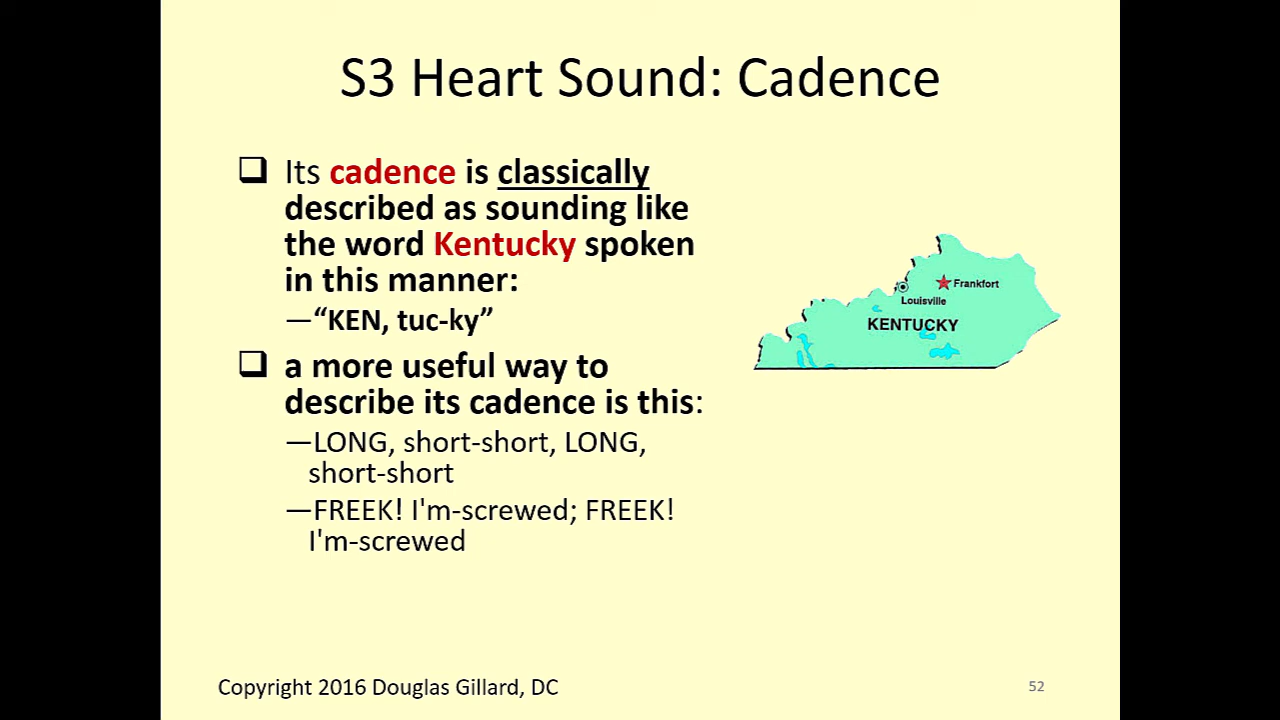 S3 Heart Sound: Cadence
❑ Its cadence is classically
described as sounding like
the word Kentucky spoken
in this manner:
—“KEN, tuc-ky”
❑ a more useful way to
describe its cadence is this:
—LONG, short-short, LONG,
short-short
—FREEK! I'm-screwed; FREEK!
I'm-screwed
Frankfort
Louisville
KENTUCKY
Copyright 2016 Douglas Gillard, DC
52